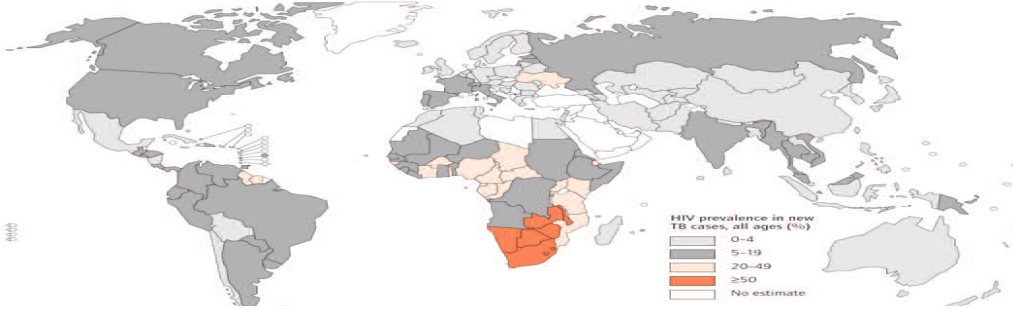 HIV prevalence in new
TB cases, all ages (%)
0–4
5–19
20–49
≥50
No estimate